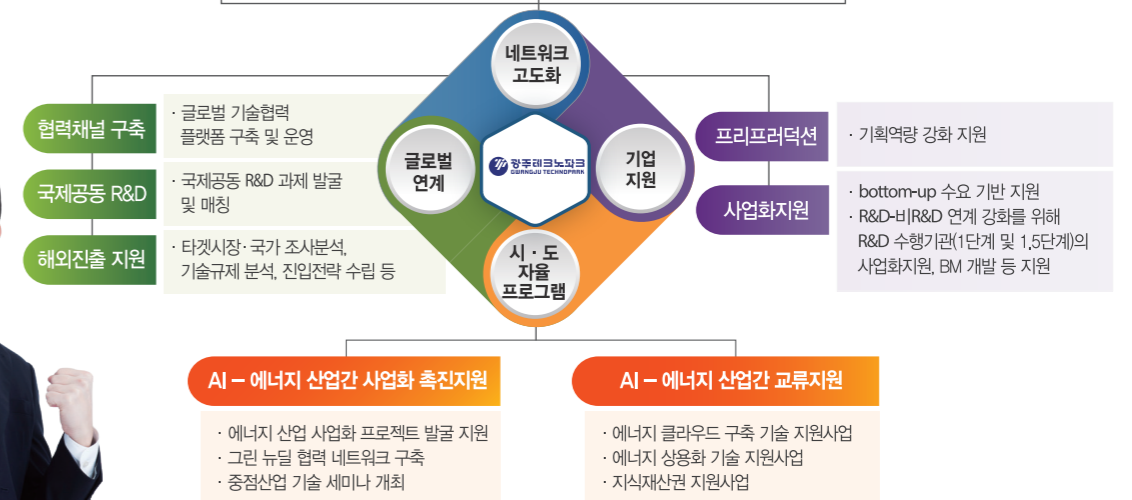 네트워크
고도화
협력채널 구축
· 글로벌 기술협력
플랫폼 구축 및 운영
국제공동 R&D
· 국제공동 R&D 과제 발굴
및 매칭
해외진출 지원
· 타겟시장·국가 조사분석,
기술규제 분석, 진입전략 수립 등
글로벌
연계
광주테크노파크
GWANGJU TECHNOPARK
기업
지원
시·도
자율
프로그램
프리프러덕션
· 기획역량 강화 지원
사업화지원
· bottom-up 수요 기반 지원
· R&D-비R&D 연계 강화를 위해
R&D 수행기관(1단계 및 1.5단계)의
사업화지원, BM 개발 등 지원
AI – 에너지 산업간 사업화 촉진지원
· 에너지 산업 사업화 프로젝트 발굴 지원
· 그린 뉴딜 협력 네트워크 구축
· 중점산업 기술 세미나 개최
AI – 에너지 산업간 교류지원
· 에너지 클라우드 구축 기술 지원사업
· 에너지 상용화 기술 지원사업
· 지식재산권 지원사업